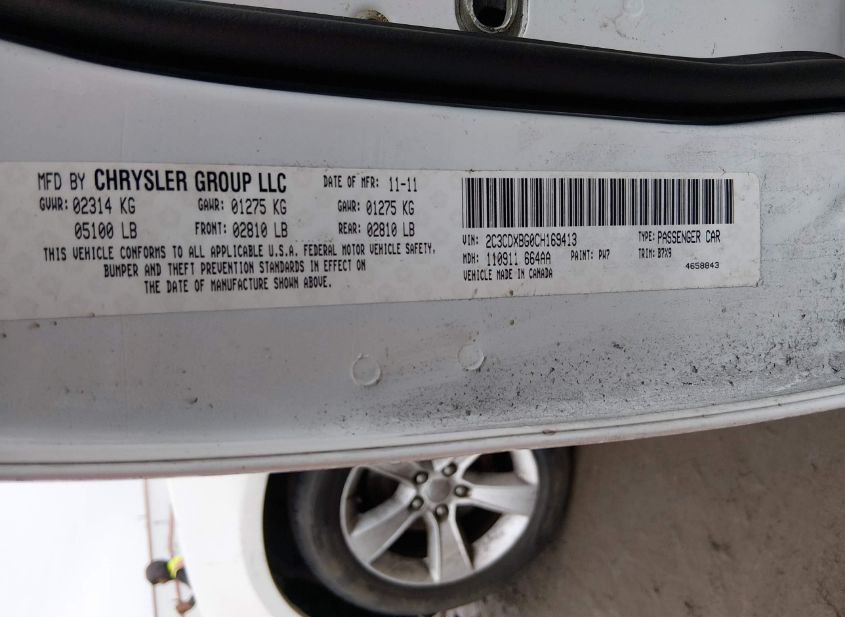 MFD BY CHRYSLER GROUP LLC DATE OF MFR: 11-11
GVWR: 02314 KG GAWR: 01275 KG GAWR: 01275 KG
05100 LB FRONT: 02810 LB REAR: 02810 LB
THIS VEHICLE CONFORMS TO ALL APPLICABLE U.S.A. FEDERAL MOTOR VEHICLE SAFETY,
BUMPER AND THEFT PREVENTION STANDARDS IN EFFECT ON
THE DATE OF MANUFACTURE SHOWN ABOVE.
VIN: 2C3CDXBG0CH169413 TYPE: PASSENGER CAR
MDH: 110911 664AA PAINT: PW7 TRIM: B7X9
VEHICLE MADE IN CANADA 4658843